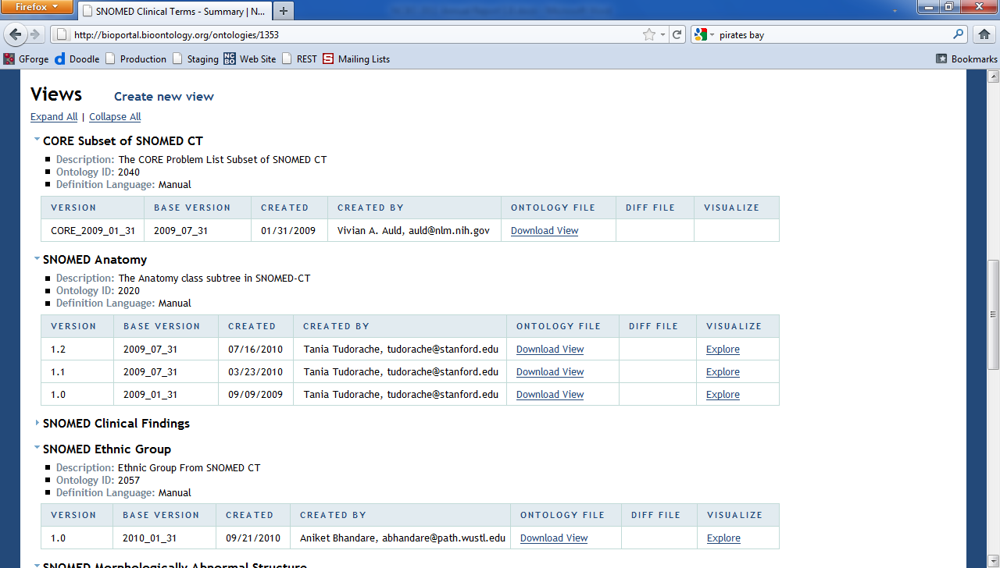 Firefox
SNOMED Clinical Terms - Summary | N...
http://bioportal.bioontology.org/ontologies/1353
pirates bay
GForge Doodle Production Staging NCBO Web Site REST Mailing Lists Bookmarks
Views Create new view
Expand All | Collapse All
CORE Subset of SNOMED CT
Description: The CORE Problem List Subset of SNOMED CT
Ontology ID: 2040
Definition Language: Manual
VERSION BASE VERSION CREATED CREATED BY ONTOLOGY FILE DIFF FILE VISUALIZE
CORE_2009_01_31 2009_07_31 01/31/2009 Vivian A. Auld, auld@nlm.nih.gov Download View
SNOMED Anatomy
Description: The Anatomy class subtree in SNOMED-CT
Ontology ID: 2020
Definition Language: Manual
VERSION BASE VERSION CREATED CREATED BY ONTOLOGY FILE DIFF FILE VISUALIZE
1.2 2009_07_31 07/16/2010 Tania Tudorache, tudorache@stanford.edu Download View Explore
1.1 2009_07_31 03/23/2010 Tania Tudorache, tudorache@stanford.edu Download View Explore
1.0 2009_01_31 09/09/2009 Tania Tudorache, tudorache@stanford.edu Download View Explore
SNOMED Clinical Findings
SNOMED Ethnic Group
Description: Ethnic Group From SNOMED CT
Ontology ID: 2057
Definition Language: Manual
VERSION BASE VERSION CREATED CREATED BY ONTOLOGY FILE DIFF FILE VISUALIZE
1.0 2010_01_31 09/21/2010 Aniket Bhandare, abhandare@path.wustl.edu Download View Explore
SNOMED Morphologically Abnormal Structure